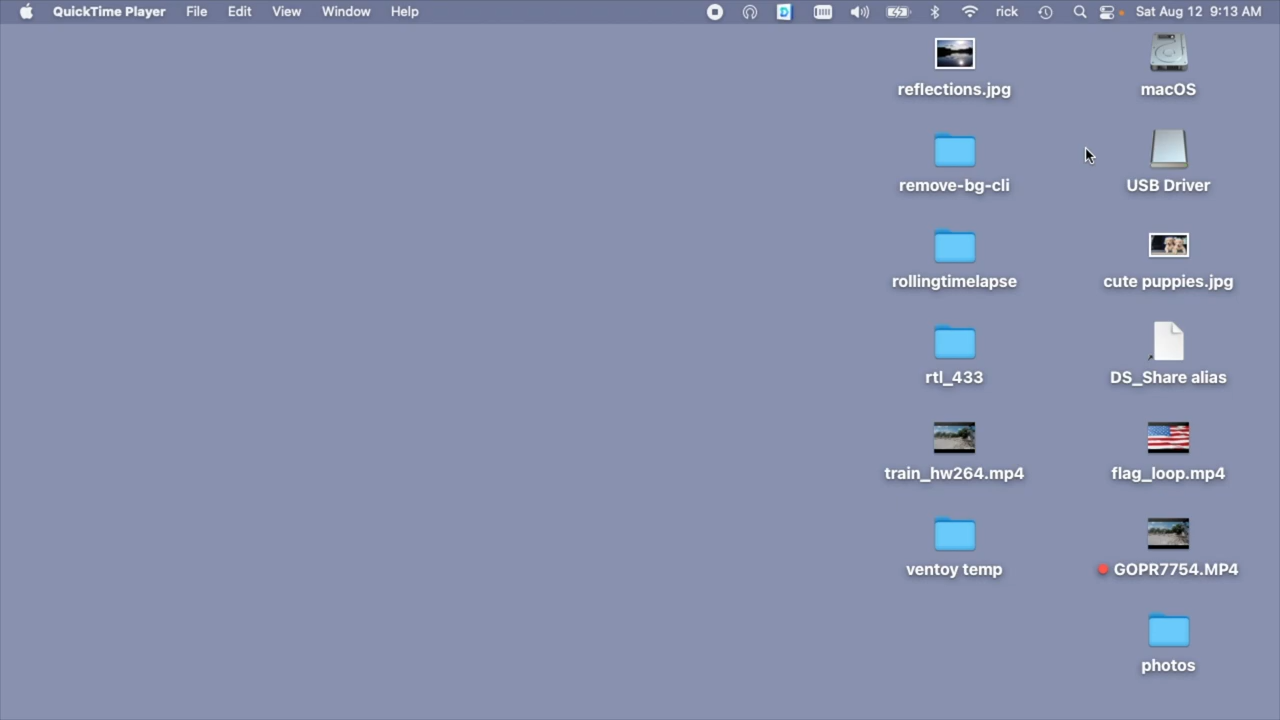 QuickTime Player File Edit View Window Help D rick Sat Aug 12 9:13 AM
reflections.jpg macOS
remove-bg-cli USB Driver
rollingtimelapse cute puppies.jpg
rtl_433 DS_Share alias
train_hw264.mp4 flag_loop.mp4
ventoy temp GOPR7754.MP4
photos